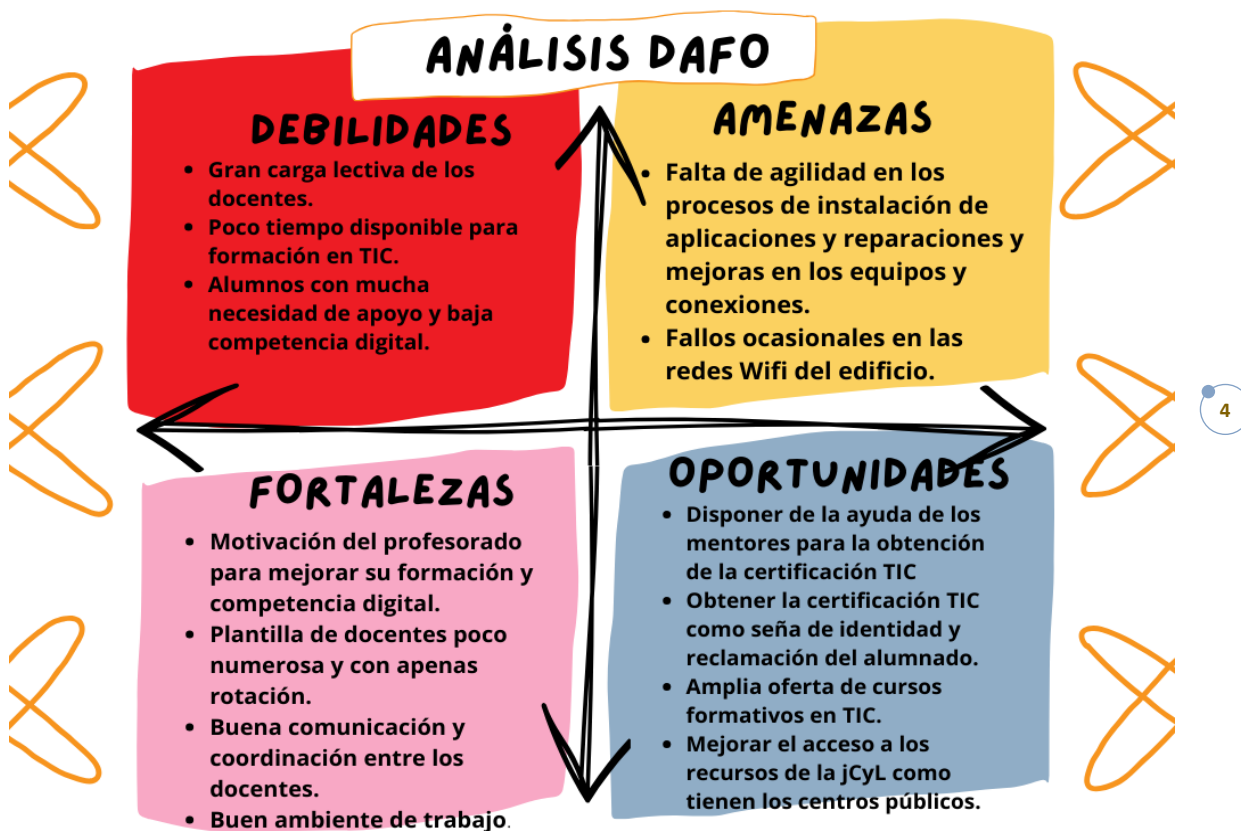 ANÁLISIS DAFO
DEBILIDADES
• Gran carga lectiva de los
docentes.
• Poco tiempo disponible para
formación en TIC.
• Alumnos con mucha
necesidad de apoyo y baja
competencia digital.
AMENAZAS
• Falta de agilidad en los
procesos de instalación de
aplicaciones y reparaciones y
mejoras en los equipos y
conexiones.
• Fallos ocasionales en las
redes Wifi del edificio.
4
FORTALEZAS
• Motivación del profesorado
para mejorar su formación y
competencia digital.
• Plantilla de docentes poco
numerosa y con apenas
rotación.
• Buena comunicación y
coordinación entre los
docentes.
• Buen ambiente de trabajo.
OPORTUNIDADES
• Disponer de la ayuda de los
mentores para la obtención
de la certificación TIC
• Obtener la certificación TIC
como seña de identidad y
reclamación del alumnado.
• Amplia oferta de cursos
formativos en TIC.
• Mejorar el acceso a los
recursos de la jCyL como
tienen los centros públicos.